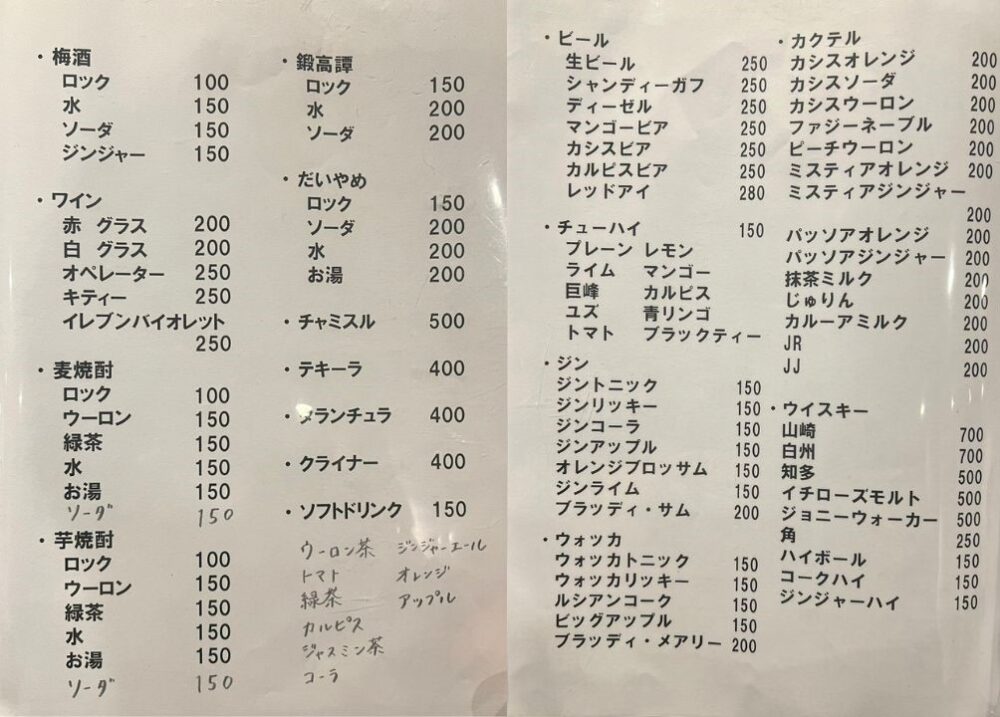 ・梅酒
ロック 100
水 150
ソーダ 150
ジンジャー 150
・ワイン
赤 グラス 200
白 グラス 200
オペレーター 250
キティー 250
イレブンバイオレット
250
・麦焼酎
ロック 100
ウーロン 150
緑茶 150
水 150
お湯 150
ソーダ 150
・芋焼酎
ロック 100
ウーロン 150
緑茶 150
水 150
お湯 150
ソーダ 150
・鍛高譚
ロック 150
水 200
ソーダ 200
・だいやめ
ロック 150
ソーダ 200
水 200
お湯 200
・チャミスル 500
・テキーラ 400
・タランチュラ 400
・クライナー 400
・ソフトドリンク 150
ウーロン茶 ジンジャーエール
トマト オレンジ
緑茶 アップル
カルピス
ジャスミン茶
コーラ
・ビール
生ビール 250
シャンディーガフ 250
ディーゼル 250
マンゴービア 250
カシスビア 250
カルピスビア 250
レッドアイ 280
・チューハイ 150
プレーン レモン
ライム マンゴー
巨峰 カルピス
ユズ 青リンゴ
トマト ブラックティー
・ジン
ジントニック 150
ジンリッキー 150
ジンコーラ 150
ジンアップル 150
オレンジブロッサム 150
ジンライム 150
ブラッディ・サム 200
・ウォッカ
ウォッカトニック 150
ウォッカリッキー 150
ルシアンコーク 150
ビッグアップル 150
ブラッディ・メアリー 200
・カクテル
カシスオレンジ 200
カシスソーダ 200
カシスウーロン 200
ファジーネーブル 200
ピーチウーロン 200
ミスティアオレンジ 200
ミスティアジンジャー
200
パッソアオレンジ 200
パッソアジンジャー 200
抹茶ミルク 200
じゅりん 200
カルーアミルク 200
JR 200
JJ 200
・ウイスキー
山崎 700
白州 700
知多 500
イチローズモルト 500
ジョニーウォーカー 500
角 250
ハイボール 150
コークハイ 150
ジンジャーハイ 150